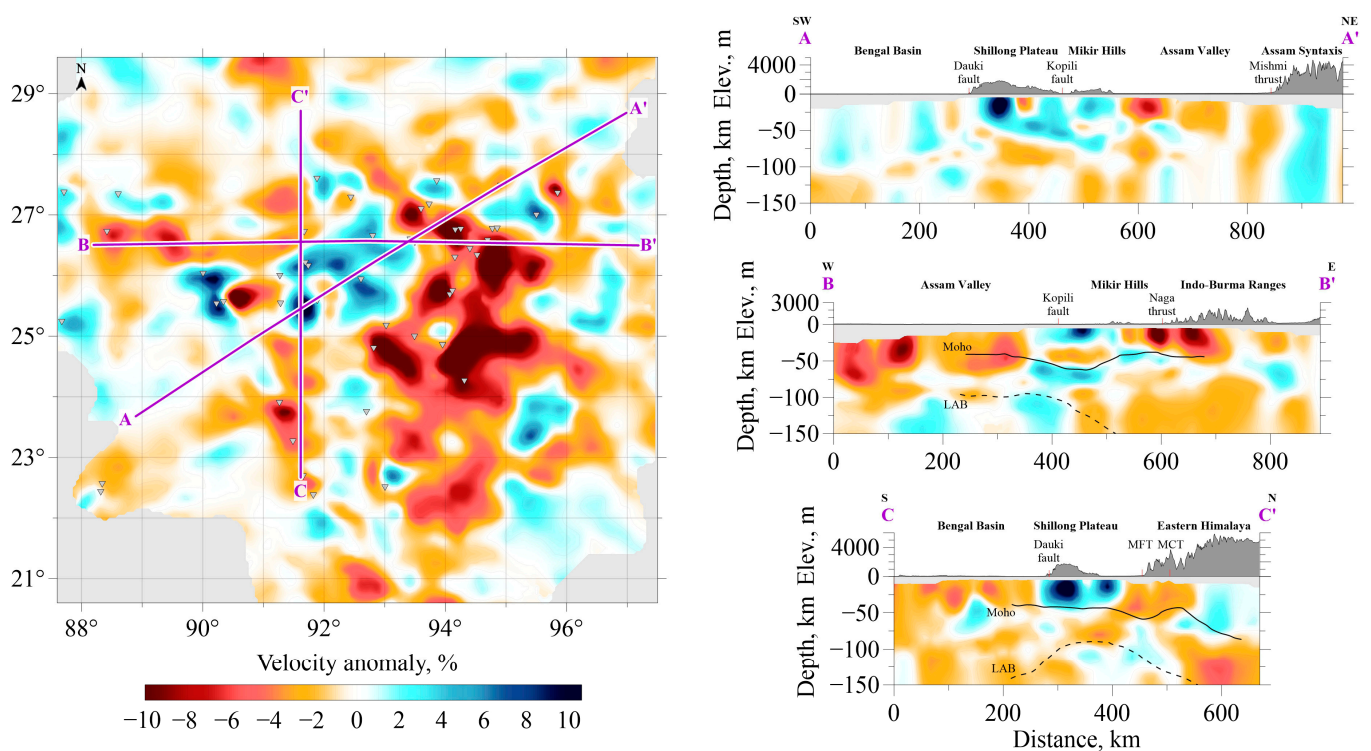 N
29°
27°
25°
23°
21°
88°
90°
92°
94°
96°
C'
A'
B
B'
A
C
Velocity anomaly, %
−10 −8 −6 −4 −2 0 2 4 6 8 10
SW
NE
A
A'
Bengal Basin
Shillong Plateau
Mikir Hills
Assam Valley
Assam Syntaxis
Dauki
fault
Kopili
fault
Mishmi
thrust
Depth, km Elev., m
4000
0
0
−50
−100
−150
0 200 400 600 800
W
E
B
B'
Assam Valley
Mikir Hills
Indo-Burma Ranges
Kopili
fault
Naga
thrust
Depth, km Elev., m
3000
0
0
−50
−100
−150
Moho
LAB
0 200 400 600 800
S
N
C
C'
Bengal Basin
Shillong Plateau
Eastern Himalaya
Dauki
fault
MFT
MCT
Depth, km Elev., m
4000
0
0
−50
−100
−150
Moho
LAB
0 200 400 600
Distance, km